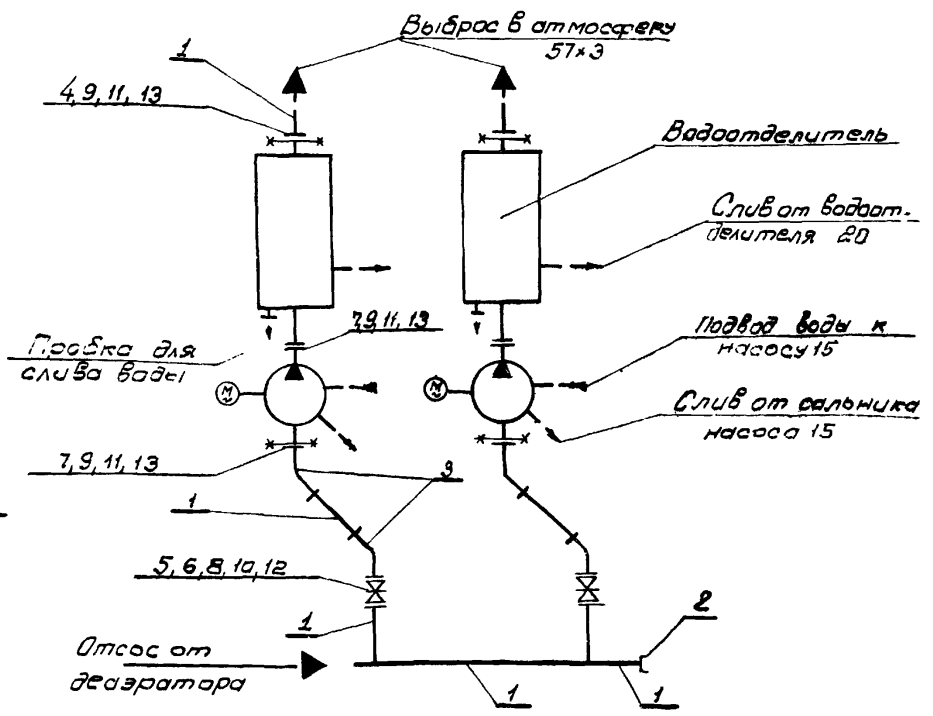 Выброс в атмосферу
57×3
1
4, 9, 11, 13
Водоотделитель
Слив от водоот-
делителя 20
7, 9, 11, 13
Подвод воды к
насосу 15
Пробка для
слива воды
М
М
Слив от сальника
насоса 15
7, 9, 11, 13
3
1
5, 6, 8, 10, 12
1
2
Отсос от
деаэратора
1
1